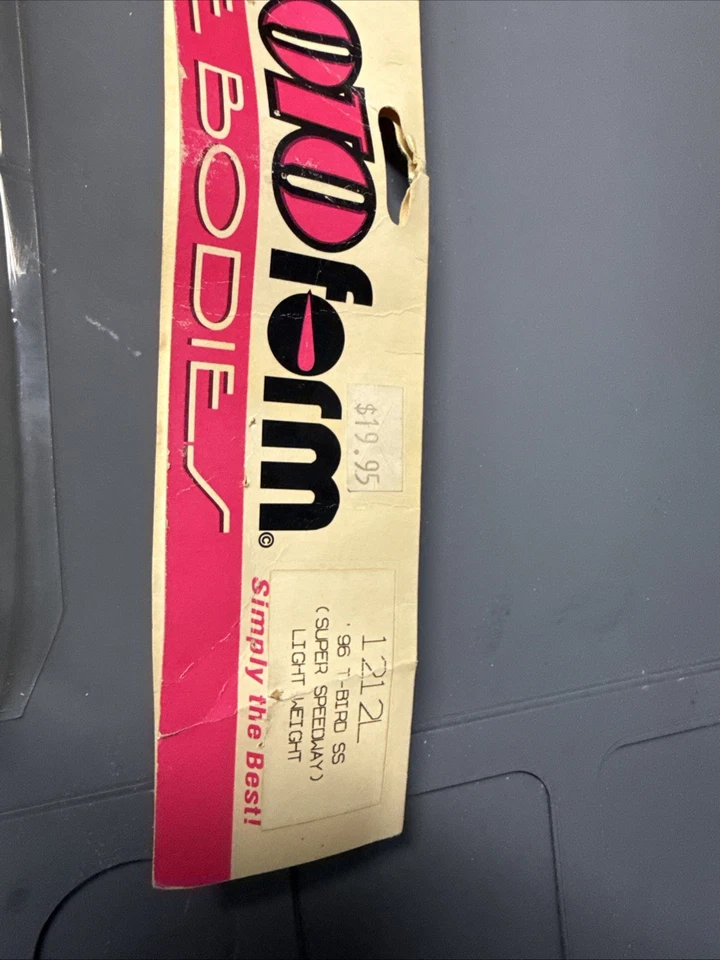 OTOform©
E BODIES
$19.95
Simply the Best!
1212L
'96 T-BIRD SS
(SUPER SPEEDWAY)
LIGHT WEIGHT